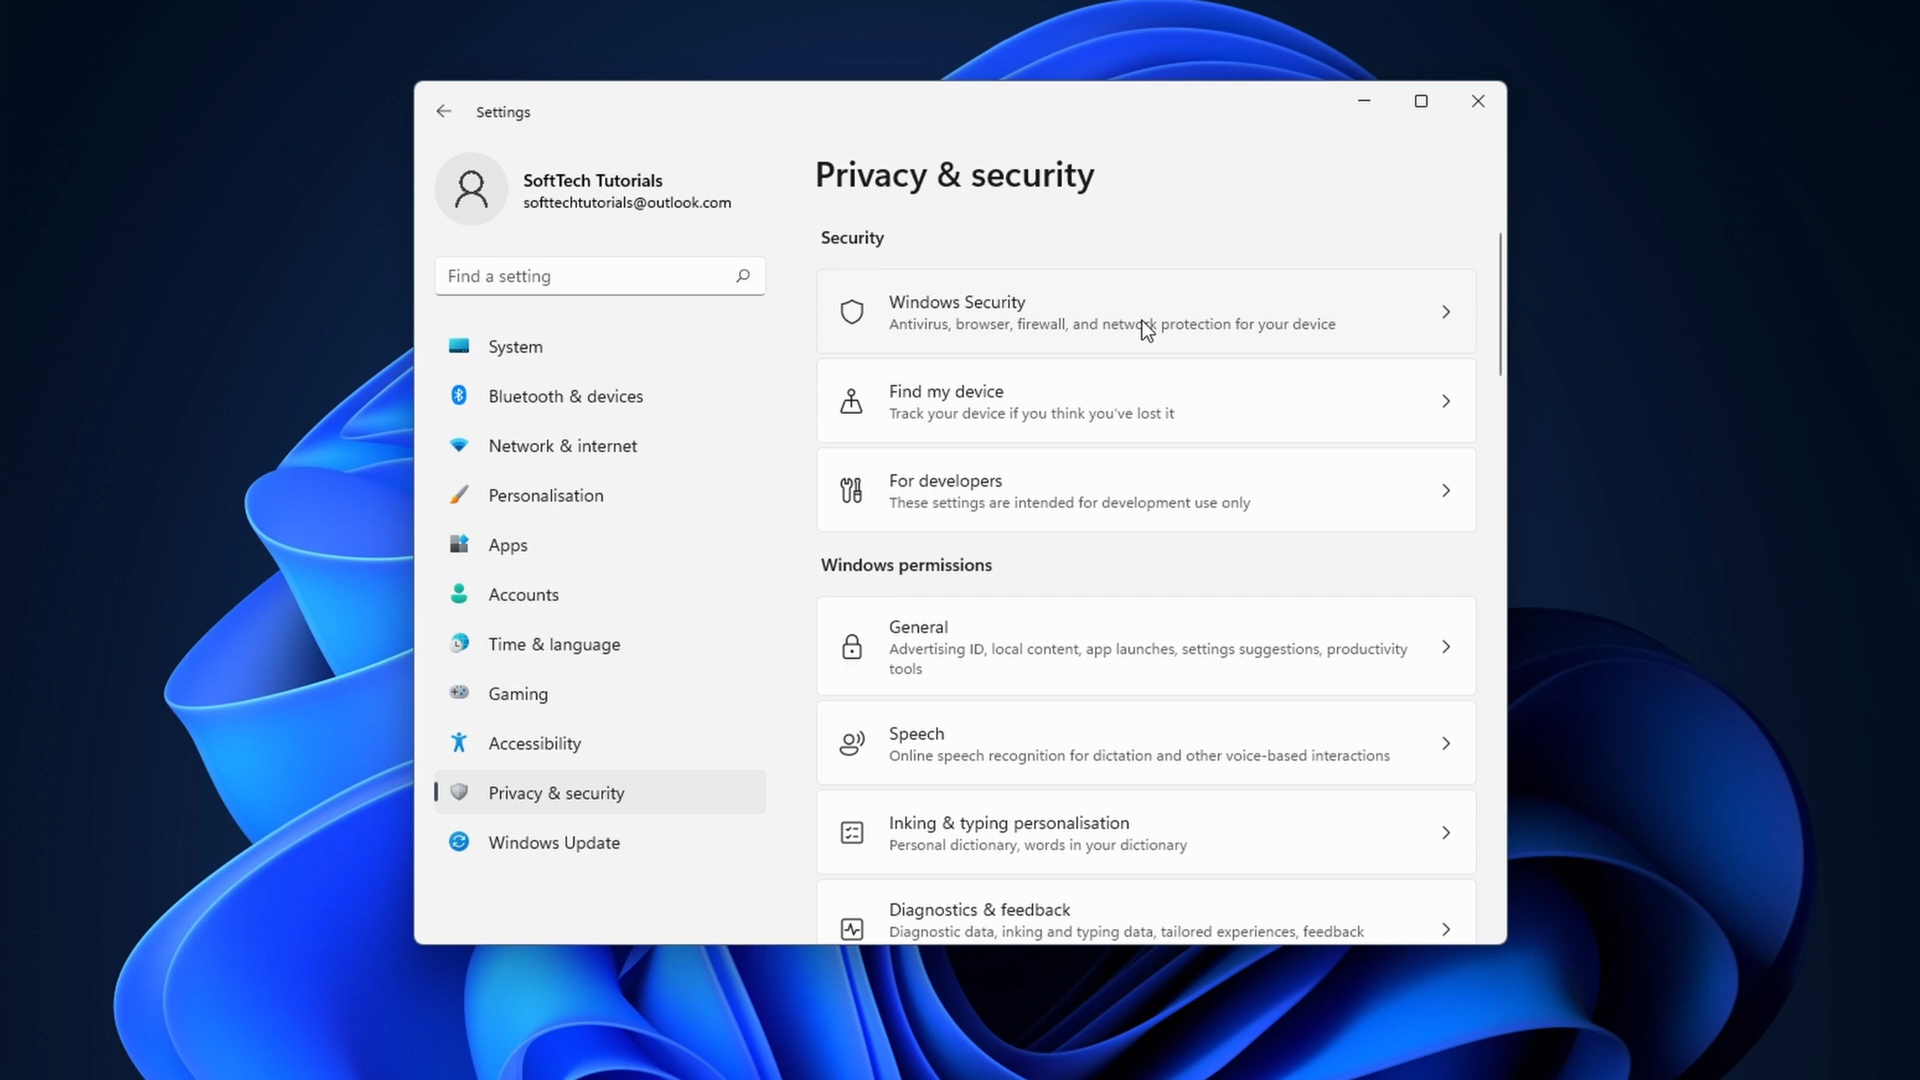 Settings
SoftTech Tutorials
softtechtutorials@outlook.com
Find a setting
System
Bluetooth & devices
Network & internet
Personalisation
Apps
Accounts
Time & language
Gaming
Accessibility
Privacy & security
Windows Update
Privacy & security
Security
Windows Security
Antivirus, browser, firewall, and network protection for your device
Find my device
Track your device if you think you've lost it
For developers
These settings are intended for development use only
Windows permissions
General
Advertising ID, local content, app launches, settings suggestions, productivity
tools
Speech
Online speech recognition for dictation and other voice-based interactions
Inking & typing personalisation
Personal dictionary, words in your dictionary
Diagnostics & feedback
Diagnostic data, inking and typing data, tailored experiences, feedback